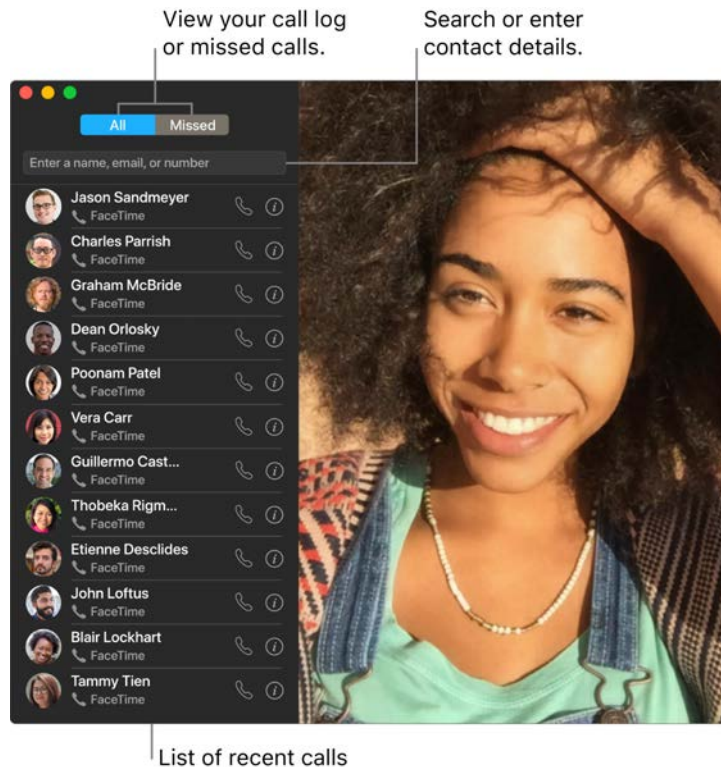 View your call log
or missed calls.
Search or enter
contact details.
All
Missed
Enter a name, email, or number
Jason Sandmeyer
FaceTime
Charles Parrish
FaceTime
Graham McBride
FaceTime
Dean Orlosky
FaceTime
Poonam Patel
FaceTime
Vera Carr
FaceTime
Guillermo Cast...
FaceTime
Thobeka Rigm...
FaceTime
Etienne Desclides
FaceTime
John Loftus
FaceTime
Blair Lockhart
FaceTime
Tammy Tien
FaceTime
List of recent calls